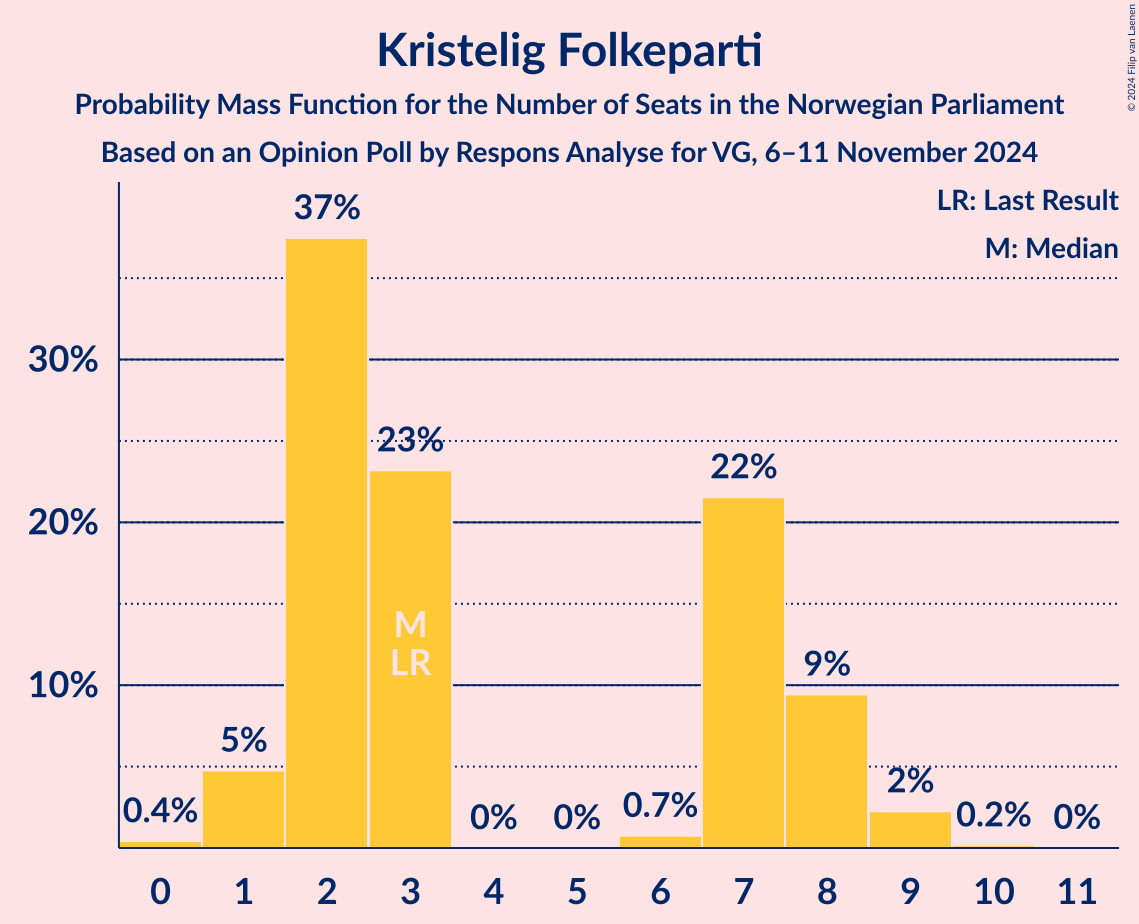 Kristelig Folkeparti
Probability Mass Function for the Number of Seats in the Norwegian Parliament
Based on an Opinion Poll by Respons Analyse for VG, 6–11 November 2024
© 2024 Filip van Laenen
LR: Last Result
M: Median
37%
30%
23%
22%
20%
M
LR
10%
9%
5%
2%
0.4%
0%
0%
0.7%
0.2%
0%
0 1 2 3 4 5 6 7 8 9 10 11